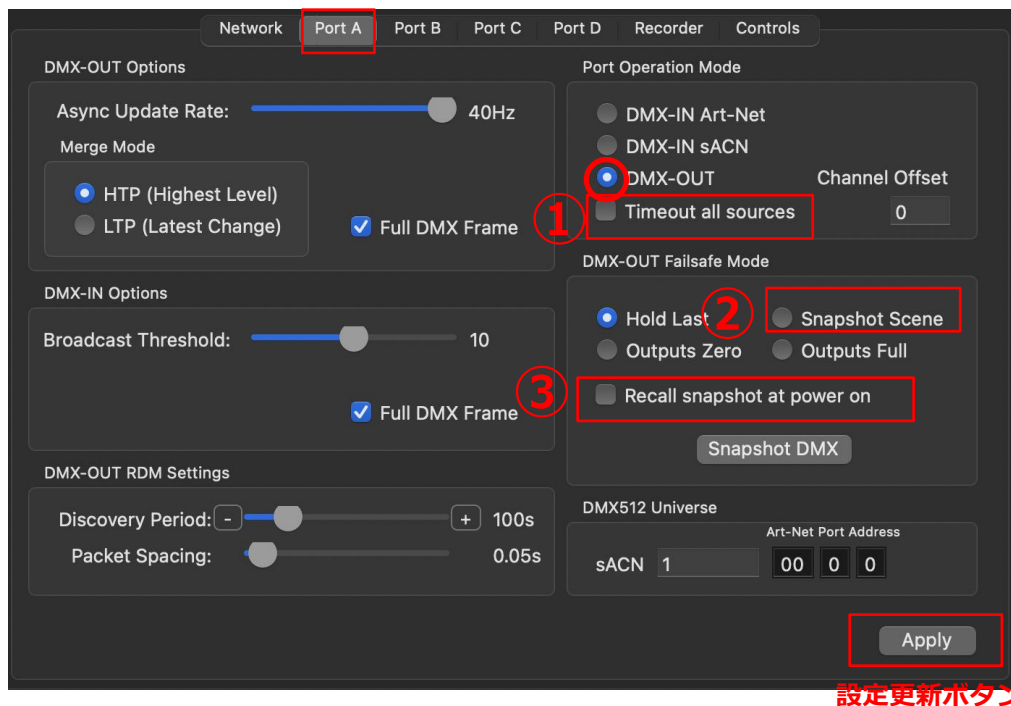 Network Port A Port B Port C Port D Recorder Controls
DMX-OUT Options
Async Update Rate: 40Hz
Merge Mode
HTP (Highest Level)
LTP (Latest Change)
Full DMX Frame
DMX-IN Options
Broadcast Threshold: 10
Full DMX Frame
DMX-OUT RDM Settings
Discovery Period: - + 100s
Packet Spacing: 0.05s
Port Operation Mode
DMX-IN Art-Net
DMX-IN sACN
DMX-OUT Channel Offset
① Timeout all sources 0
DMX-OUT Failsafe Mode
Hold Last ② Snapshot Scene
Outputs Zero Outputs Full
③ Recall snapshot at power on
Snapshot DMX
DMX512 Universe
Art-Net Port Address
sACN 1 00 0 0
Apply
設定更新ボタン